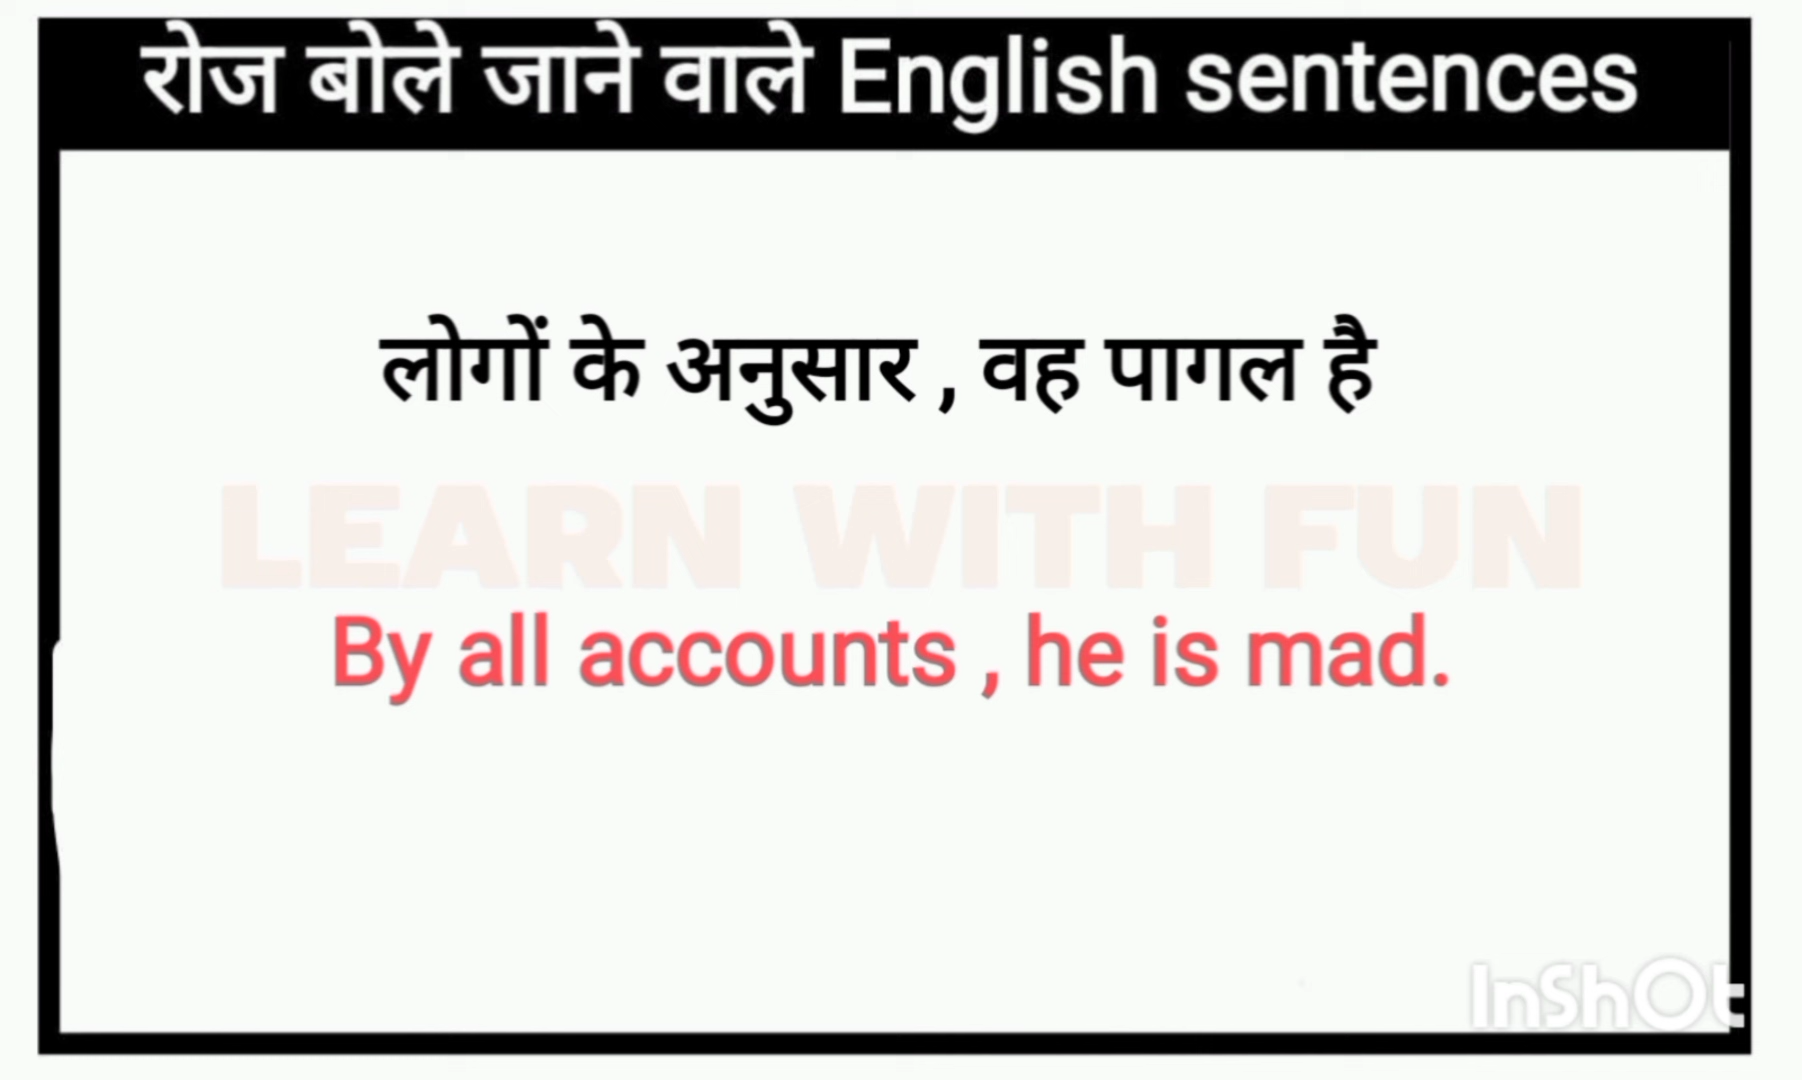 रोज बोले जाने वाले English sentences
लोगों के अनुसार , वह पागल है
LEARN WITH FUN
By all accounts , he is mad.
InShOt